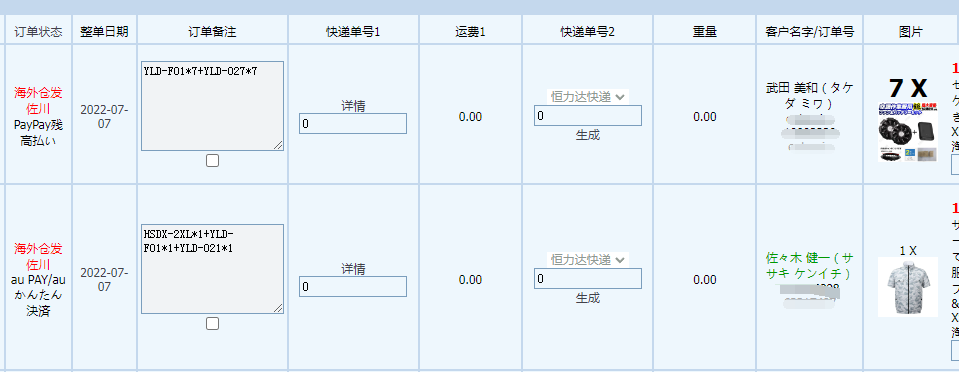 订单状态 整单日期 订单备注 快递单号1 运费1 快递单号2 重量 客户名字/订单号 图片
海外仓发
佐川
PayPay残
高払い
2022-07-
07
YLD-F01*7+YLD-027*7
详情
0
0.00
恒力达快递
0
生成
0.00
武田 美和 ( タケ
ダ ミワ )
7 X
海外仓发
佐川
au PAY/au
かんたん
決済
2022-07-
07
HSDX-2XL*1+YLD-
F01*1+YLD-021*1
详情
0
0.00
恒力达快递
0
生成
0.00
佐々木 健一 ( サ
サキ ケンイチ )
1 X